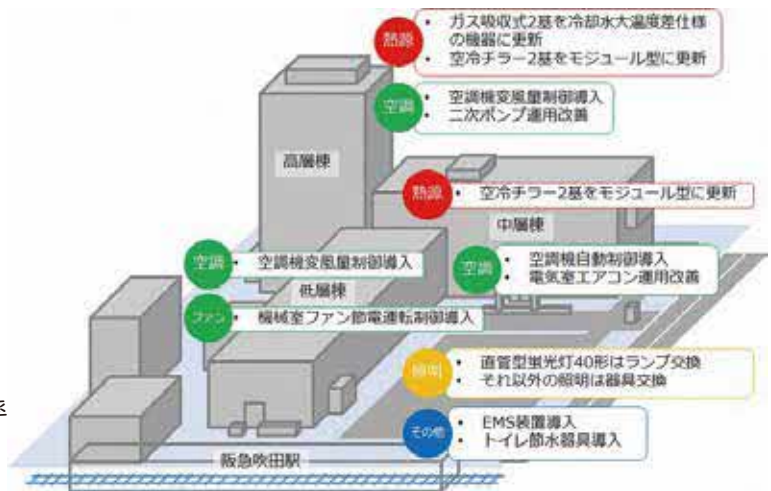 熱源
・ ガス吸収式2基を冷却水大温度差仕様
の機器に更新
・ 空冷チラー2基をモジュール型に更新
空調
・ 空調機変風量制御導入
・ 二次ポンプ運用改善
高層棟
熱源
・ 空冷チラー2基をモジュール型に更新
中層棟
空調
・ 空調機変風量制御導入
空調
・ 空調機自動制御導入
・ 電気室エアコン運用改善
低層棟
ファン
・ 機械室ファン節電運転制御導入
照明
・ 直管型蛍光灯40形はランプ交換
・ それ以外の照明は器具交換
その他
・ EMS装置導入
・ トイレ節水器具導入
阪急吹田駅